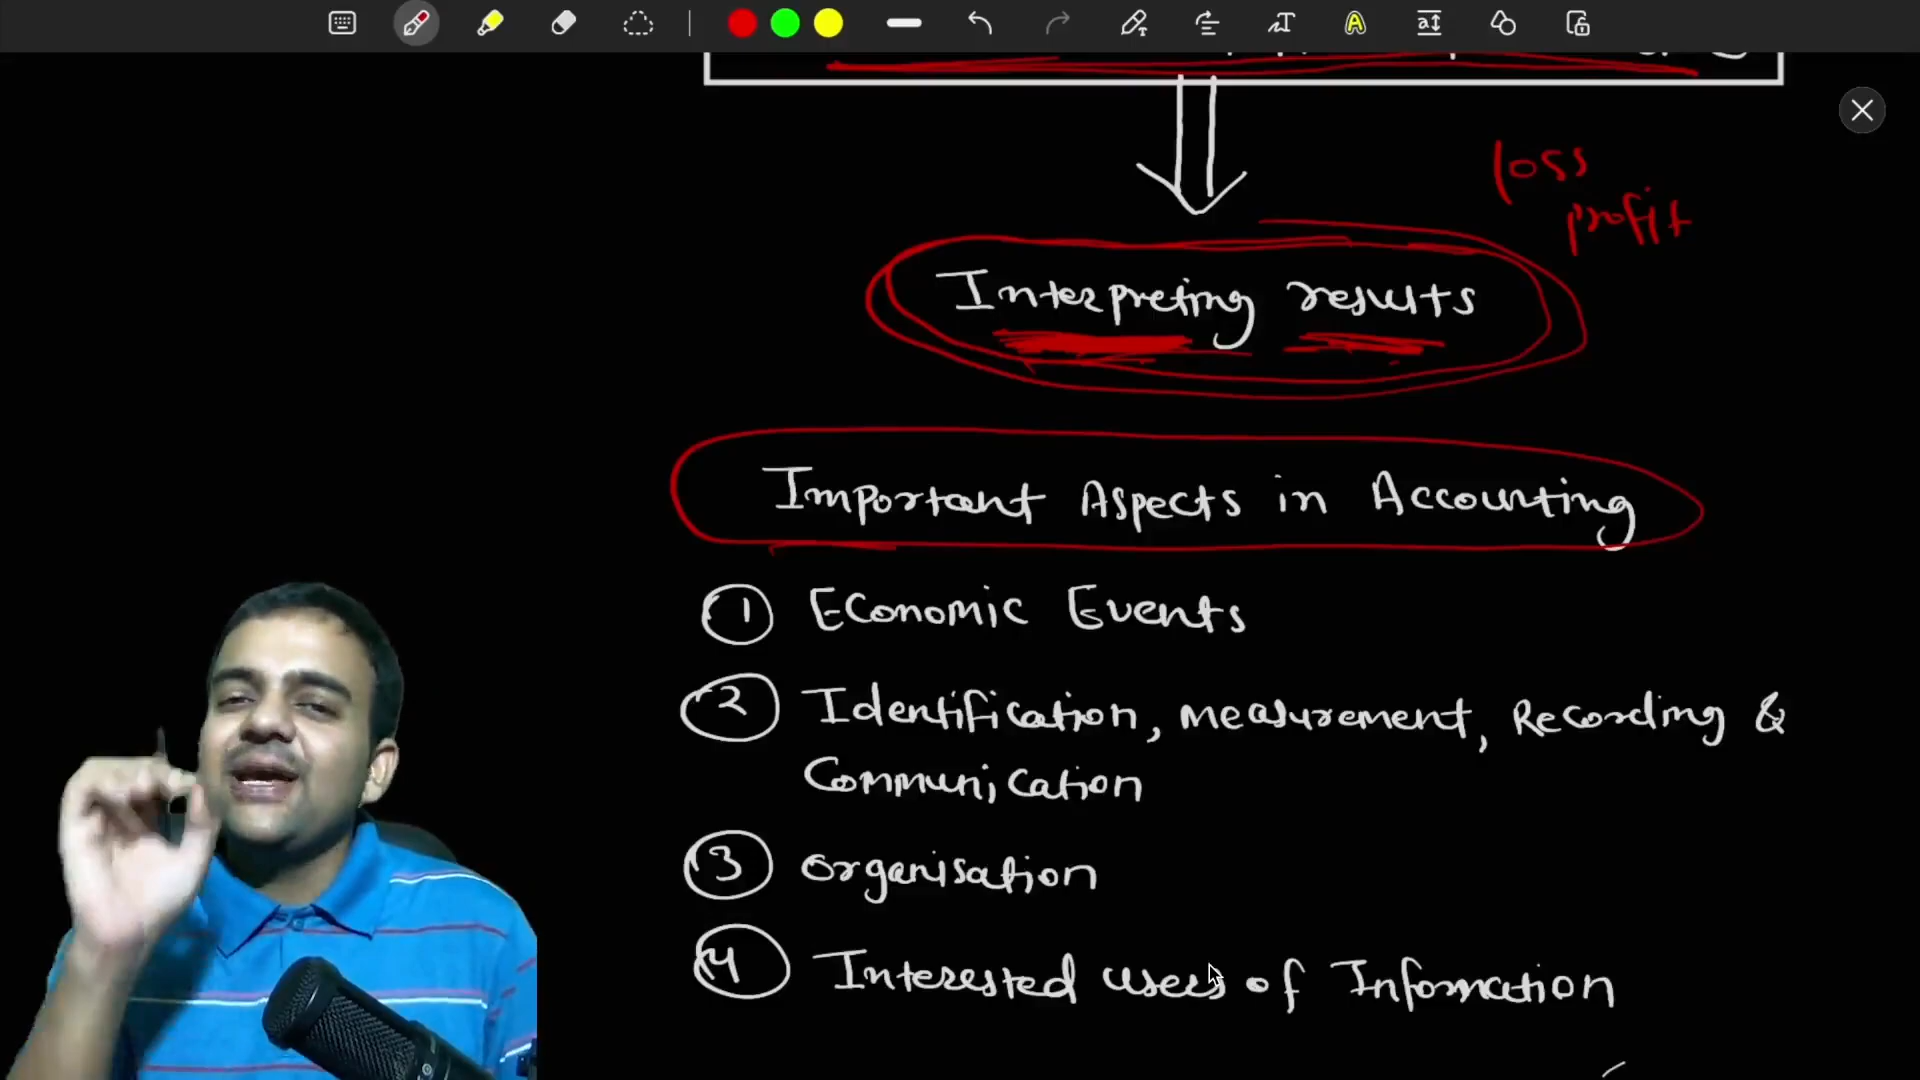 loss
profit
Interpreting results
Important Aspects in Accounting
1 Economic Events
2 Identification, Measurement, Recording &
Communication
3 Organisation
4 Interested users of Information